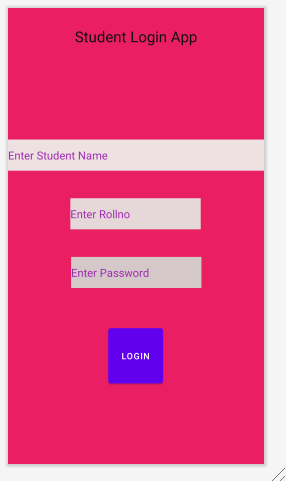 Student Login App
Enter Student Name
Enter Rollno
Enter Password
LOGIN